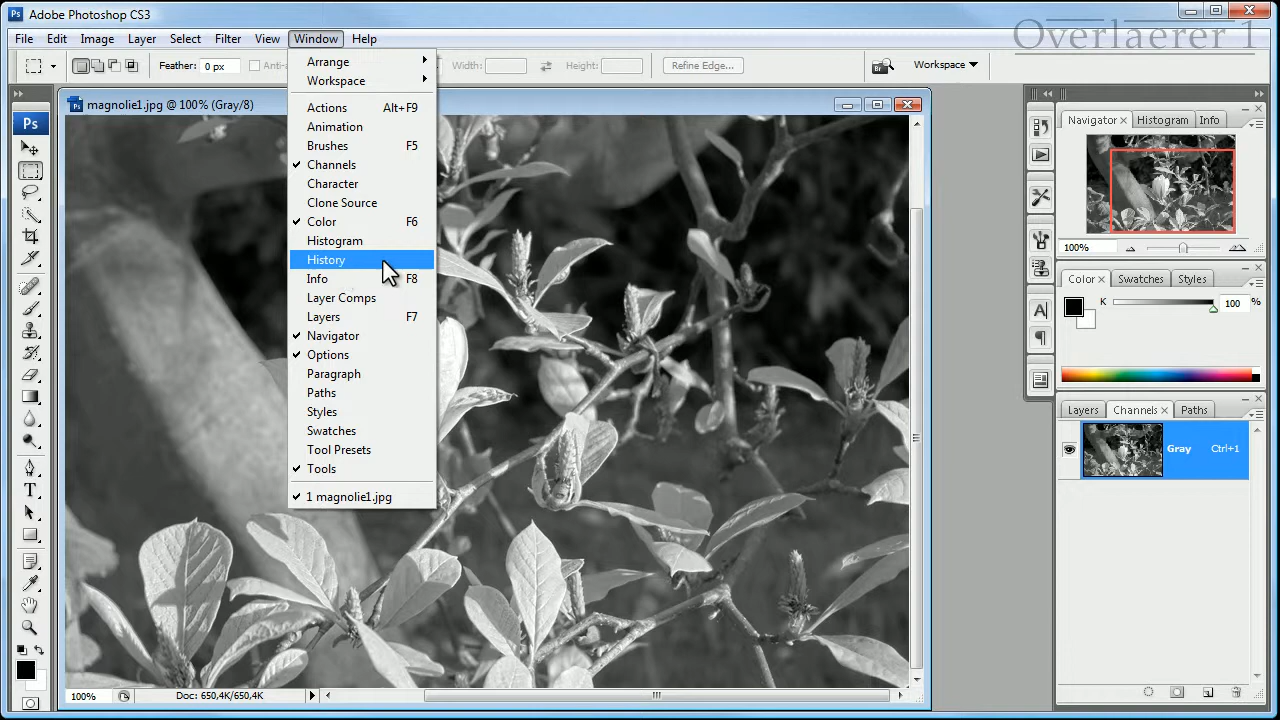 Adobe Photoshop CS3
Overlaerer 1
File Edit Image Layer Select Filter View Window Help
Feather: 0 px Anti- Width: Height: Refine Edge... Workspace
Arrange
Workspace
Actions Alt+F9
Animation
Brushes F5
Channels
Character
Clone Source
Color F6
Histogram
History
Info F8
Layer Comps
Layers F7
Navigator
Options
Paragraph
Paths
Styles
Swatches
Tool Presets
Tools
1 magnolie1.jpg
Ps
magnolie1.jpg @ 100% (Gray/8)
Navigator Histogram Info
100%
Color Swatches Styles
K 100 %
Layers Channels Paths
Gray Ctrl+1
100% Doc: 650,4K/650,4K